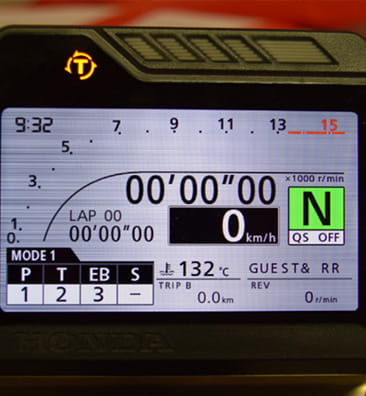 T
9:32
7 9 11 13 15
5
3
1
0
×1000 r/min
00'00"00
LAP 00
00'00"00
0 km/h
N
QS OFF
MODE 1
P T EB S
1 2 3 –
132 °C
GUEST& RR
TRIP B
0.0km
REV
0r/min
HONDA